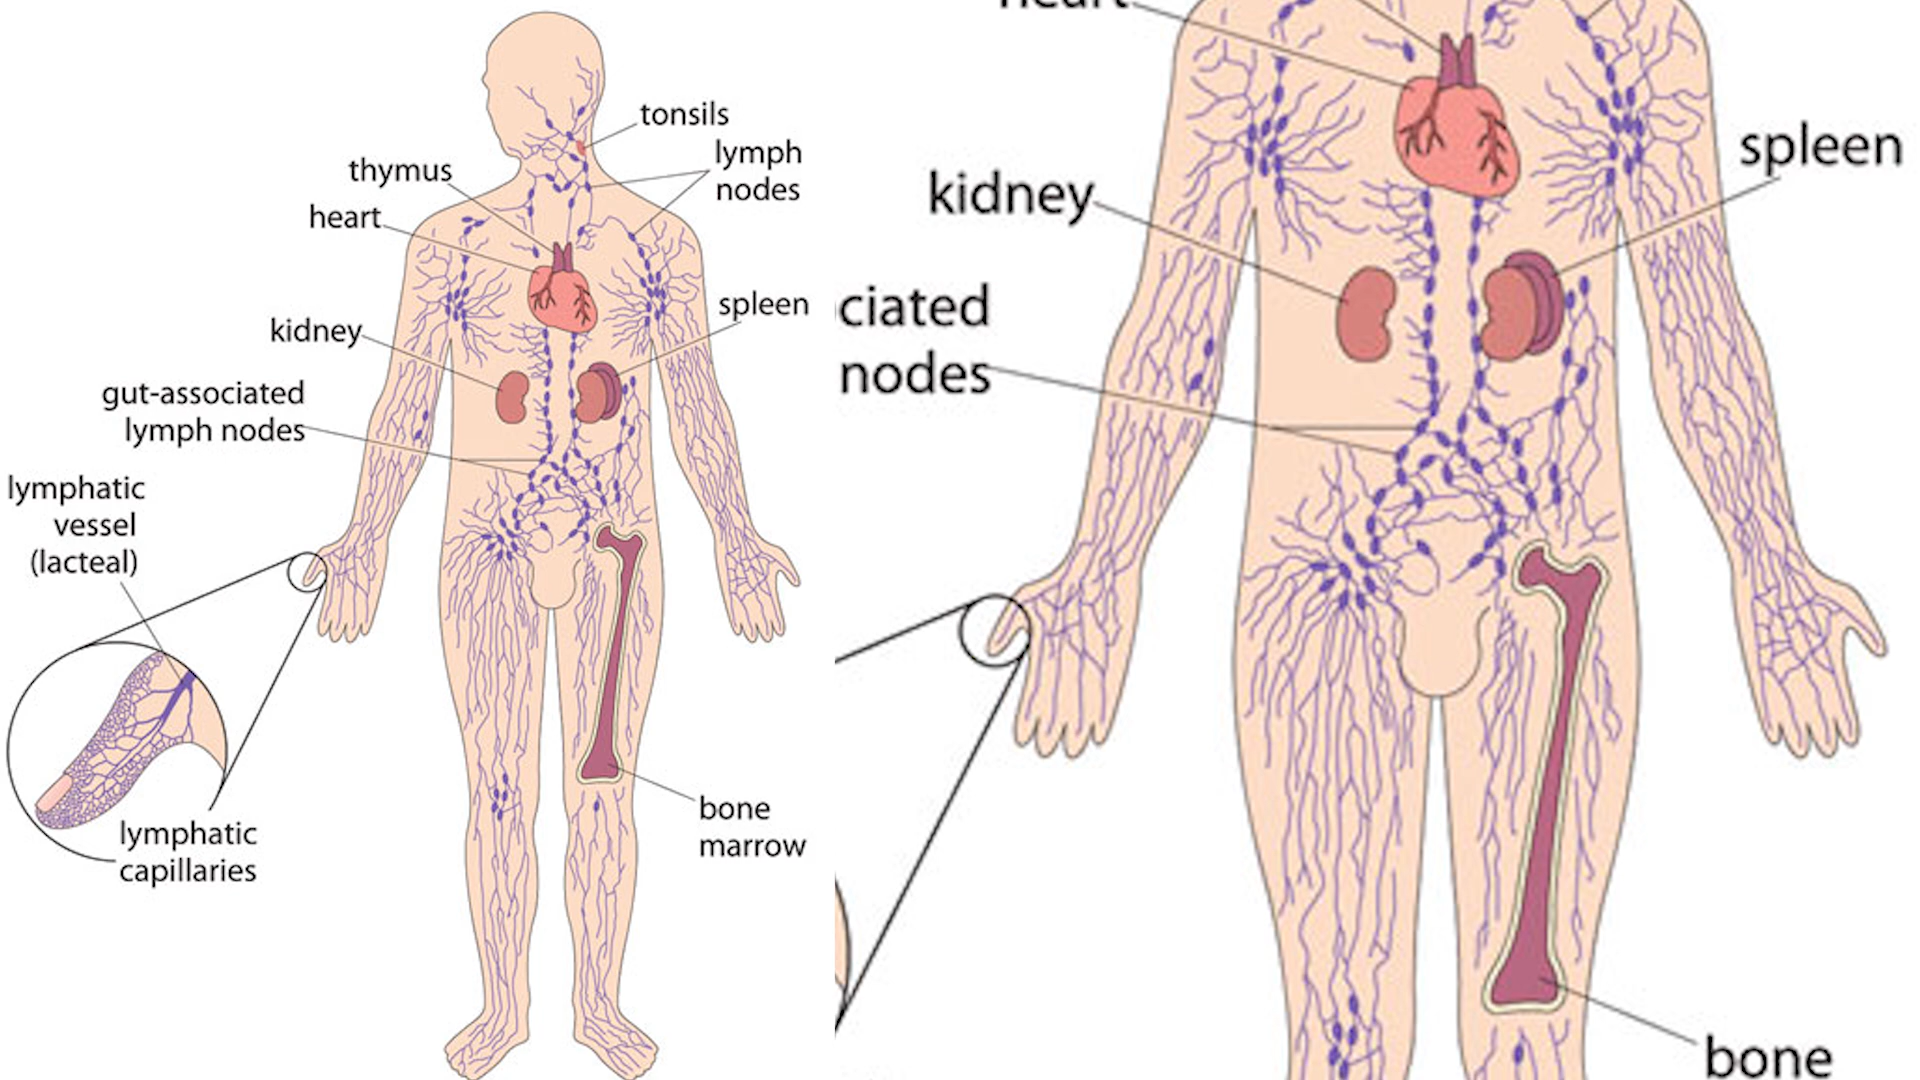 tonsils
lymph
nodes
thymus
heart
spleen
kidney
gut-associated
lymph nodes
lymphatic
vessel
(lacteal)
bone
marrow
lymphatic
capillaries
heart
spleen
kidney
ciated
nodes
bone